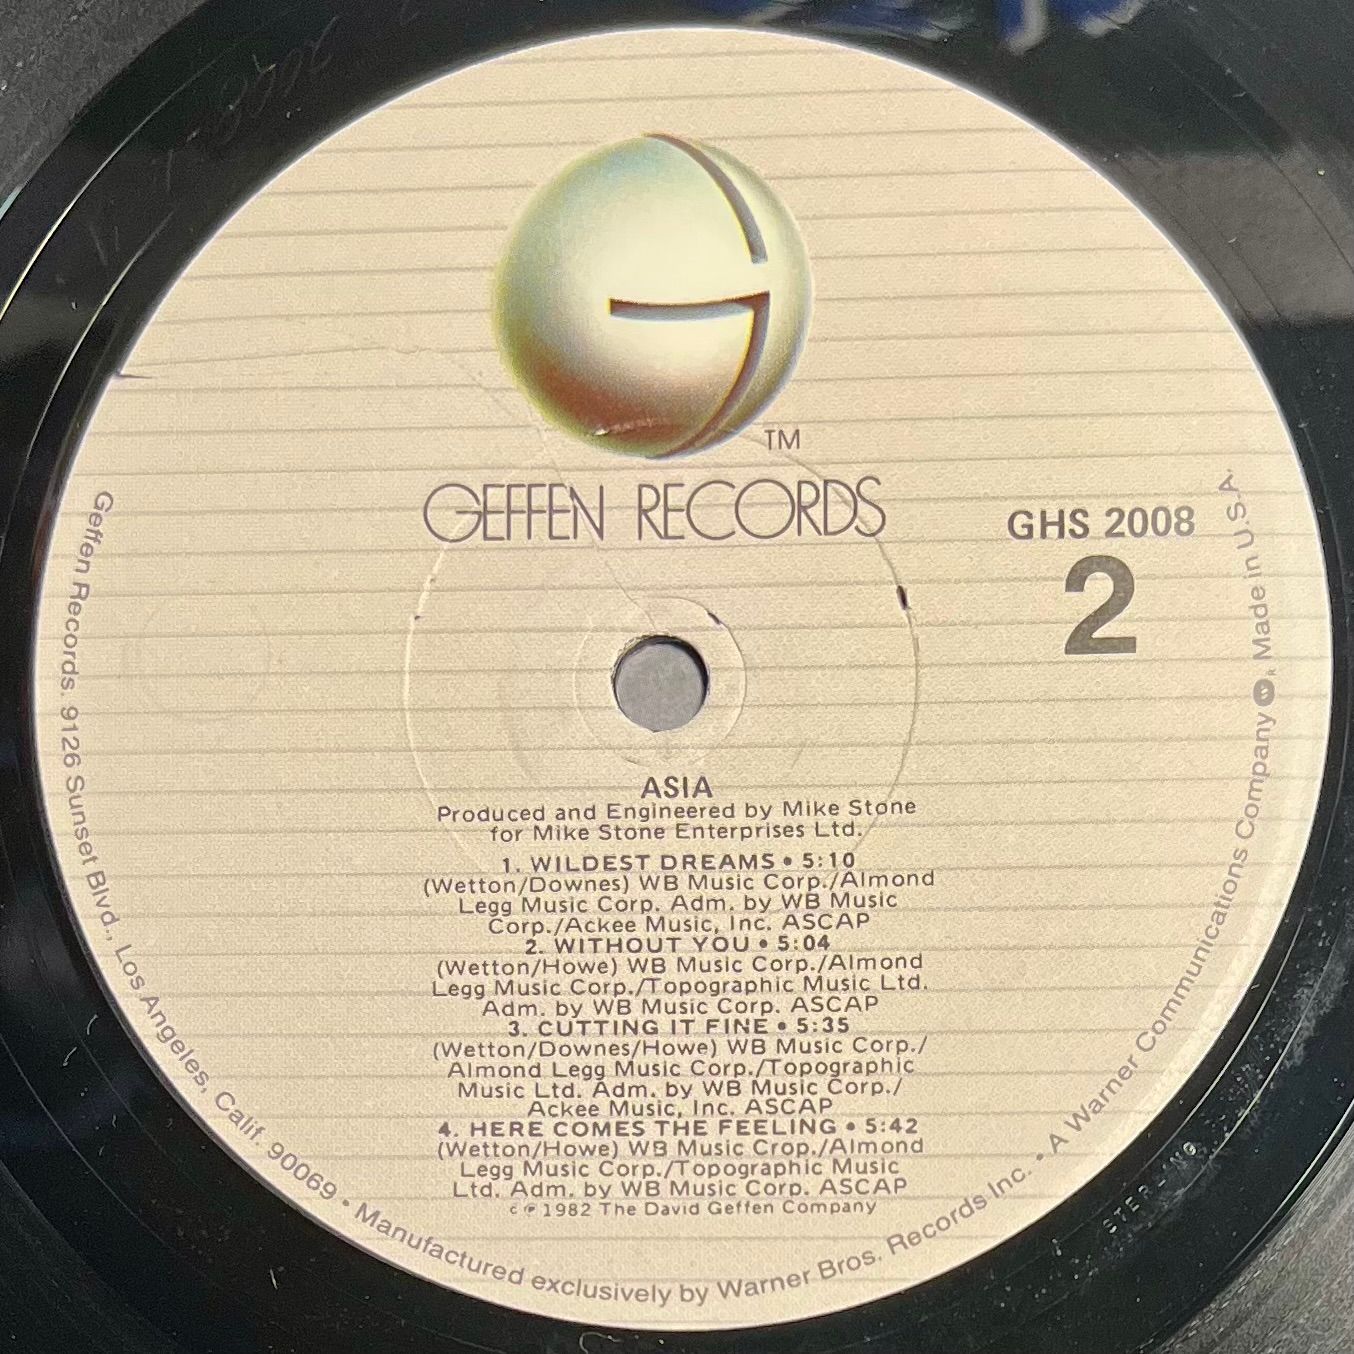 TM
GEFFEN RECORDS
GHS 2008
2
ASIA
Produced and Engineered by Mike Stone
for Mike Stone Enterprises Ltd.
1. WILDEST DREAMS • 5:10
(Wetton/Downes) WB Music Corp./Almond
Legg Music Corp. Adm. by WB Music
Corp./Ackee Music, Inc. ASCAP
2. WITHOUT YOU • 5:04
(Wetton/Howe) WB Music Corp./Almond
Legg Music Corp./Topographic Music Ltd.
Adm. by WB Music Corp. ASCAP
3. CUTTING IT FINE • 5:35
(Wetton/Downes/Howe) WB Music Corp./
Almond Legg Music Corp./Topographic
Music Ltd. Adm. by WB Music Corp./
Ackee Music, Inc. ASCAP
4. HERE COMES THE FEELING • 5:42
(Wetton/Howe) WB Music Crop./Almond
Legg Music Corp./Topographic Music
Ltd. Adm. by WB Music Corp. ASCAP
c ℗ 1982 The David Geffen Company
Geffen Records. 9126 Sunset Blvd., Los Angeles, Calif. 90069 • Manufactured exclusively by Warner Bros. Records Inc. • A Warner Communications Company Made in U.S.A.